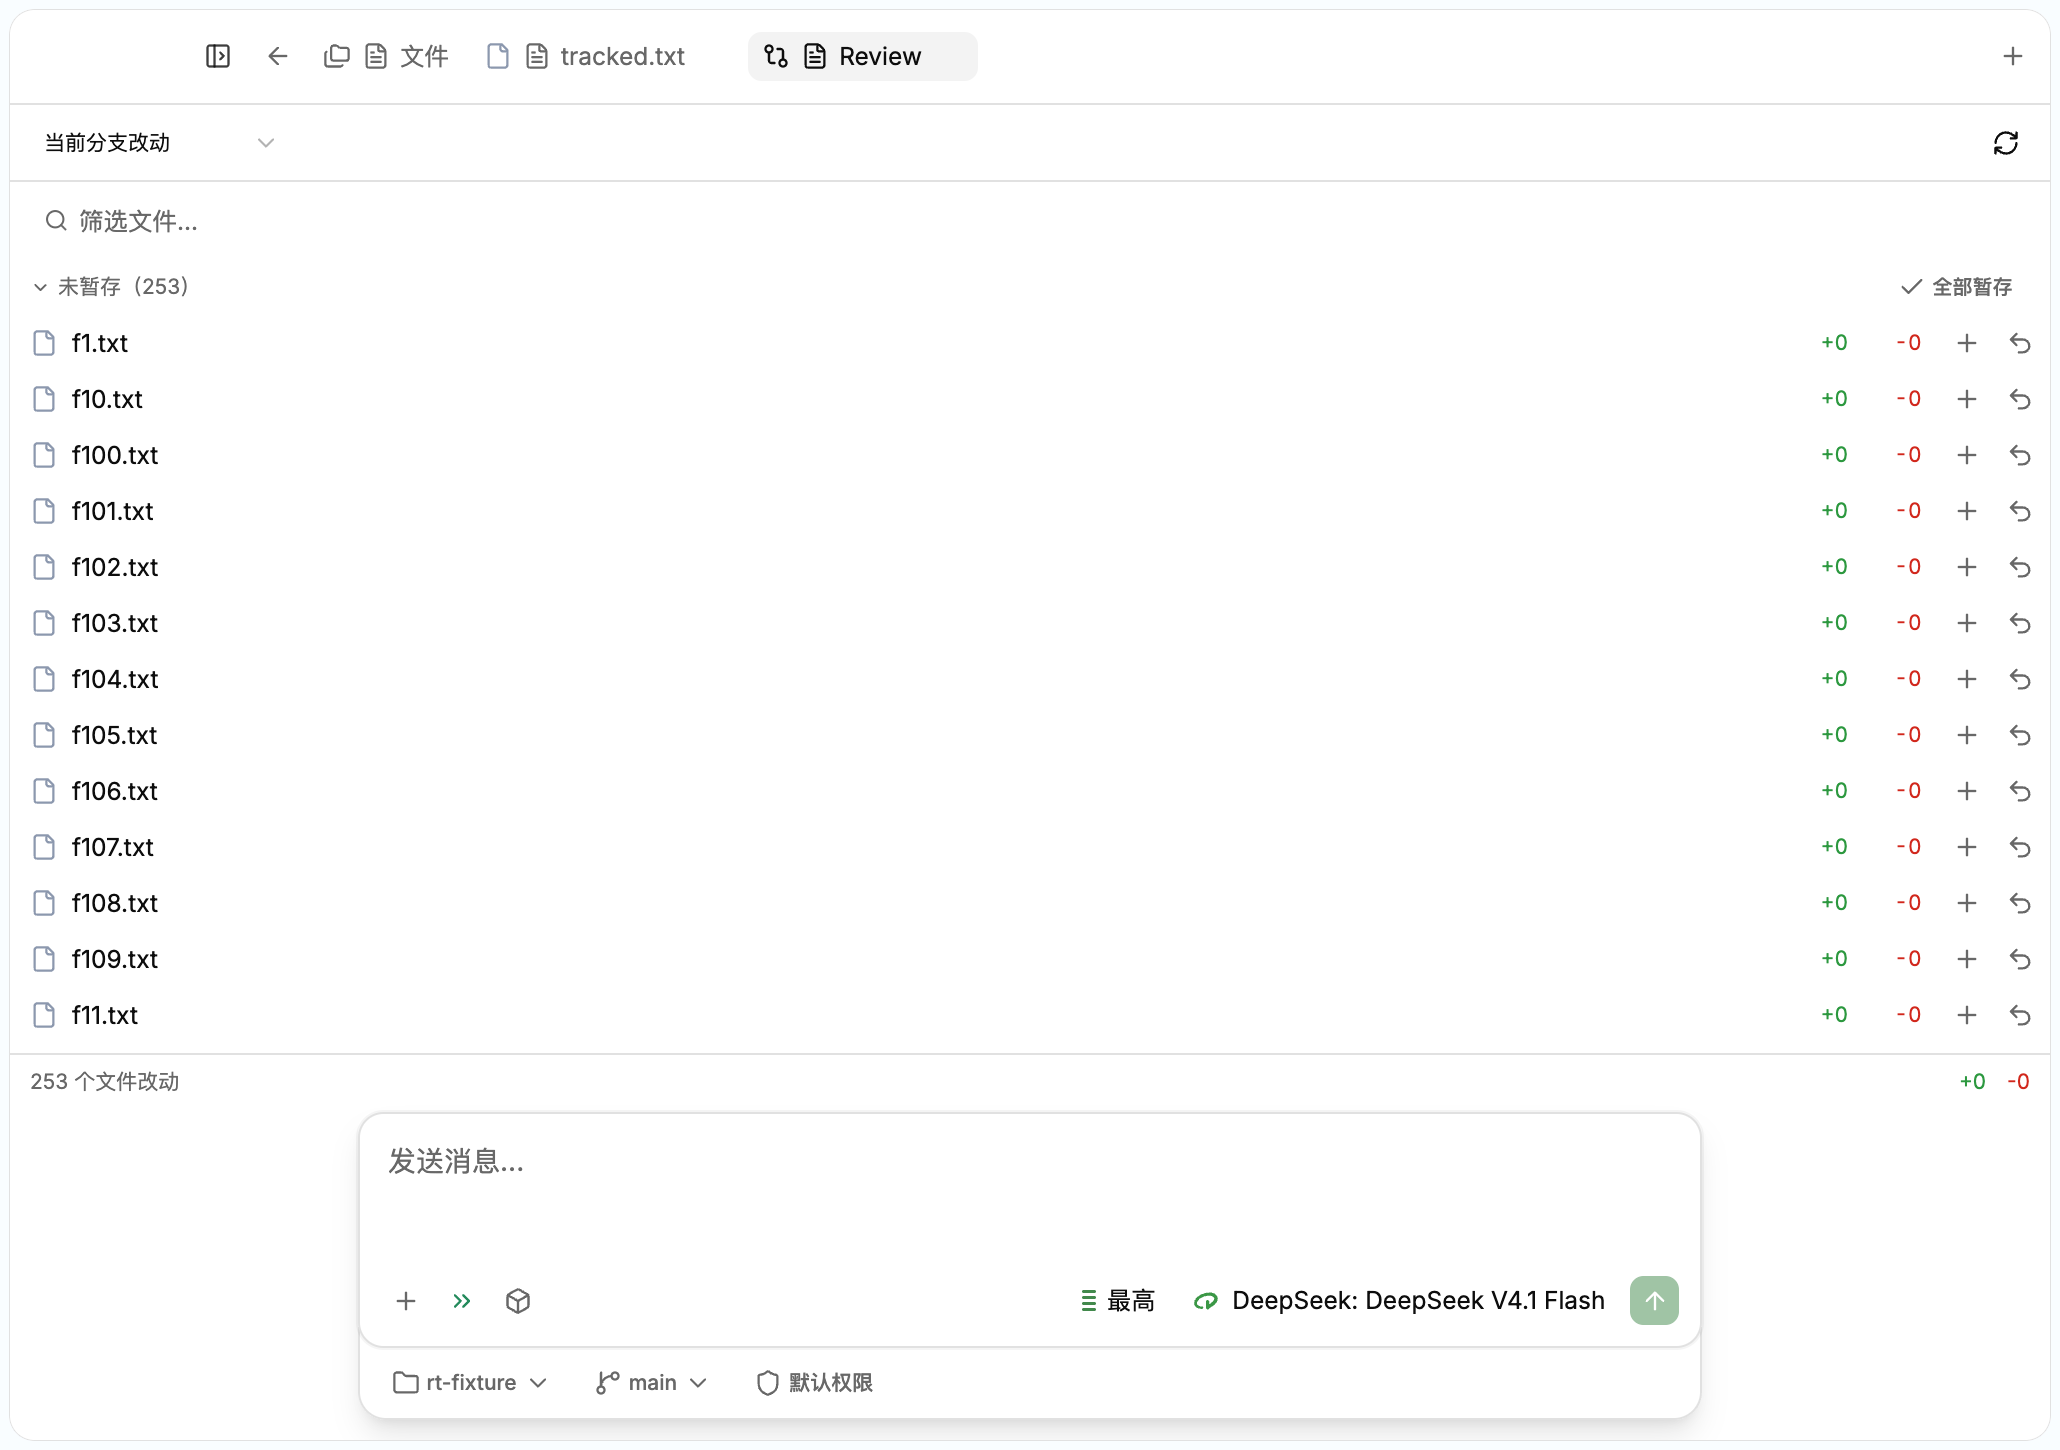 文件 tracked.txt Review
当前分支改动
筛选文件...
未暂存（253） 全部暂存
f1.txt +0 -0
f10.txt +0 -0
f100.txt +0 -0
f101.txt +0 -0
f102.txt +0 -0
f103.txt +0 -0
f104.txt +0 -0
f105.txt +0 -0
f106.txt +0 -0
f107.txt +0 -0
f108.txt +0 -0
f109.txt +0 -0
f11.txt +0 -0
253 个文件改动 +0 -0
发送消息...
最高 DeepSeek: DeepSeek V4.1 Flash
rt-fixture main 默认权限